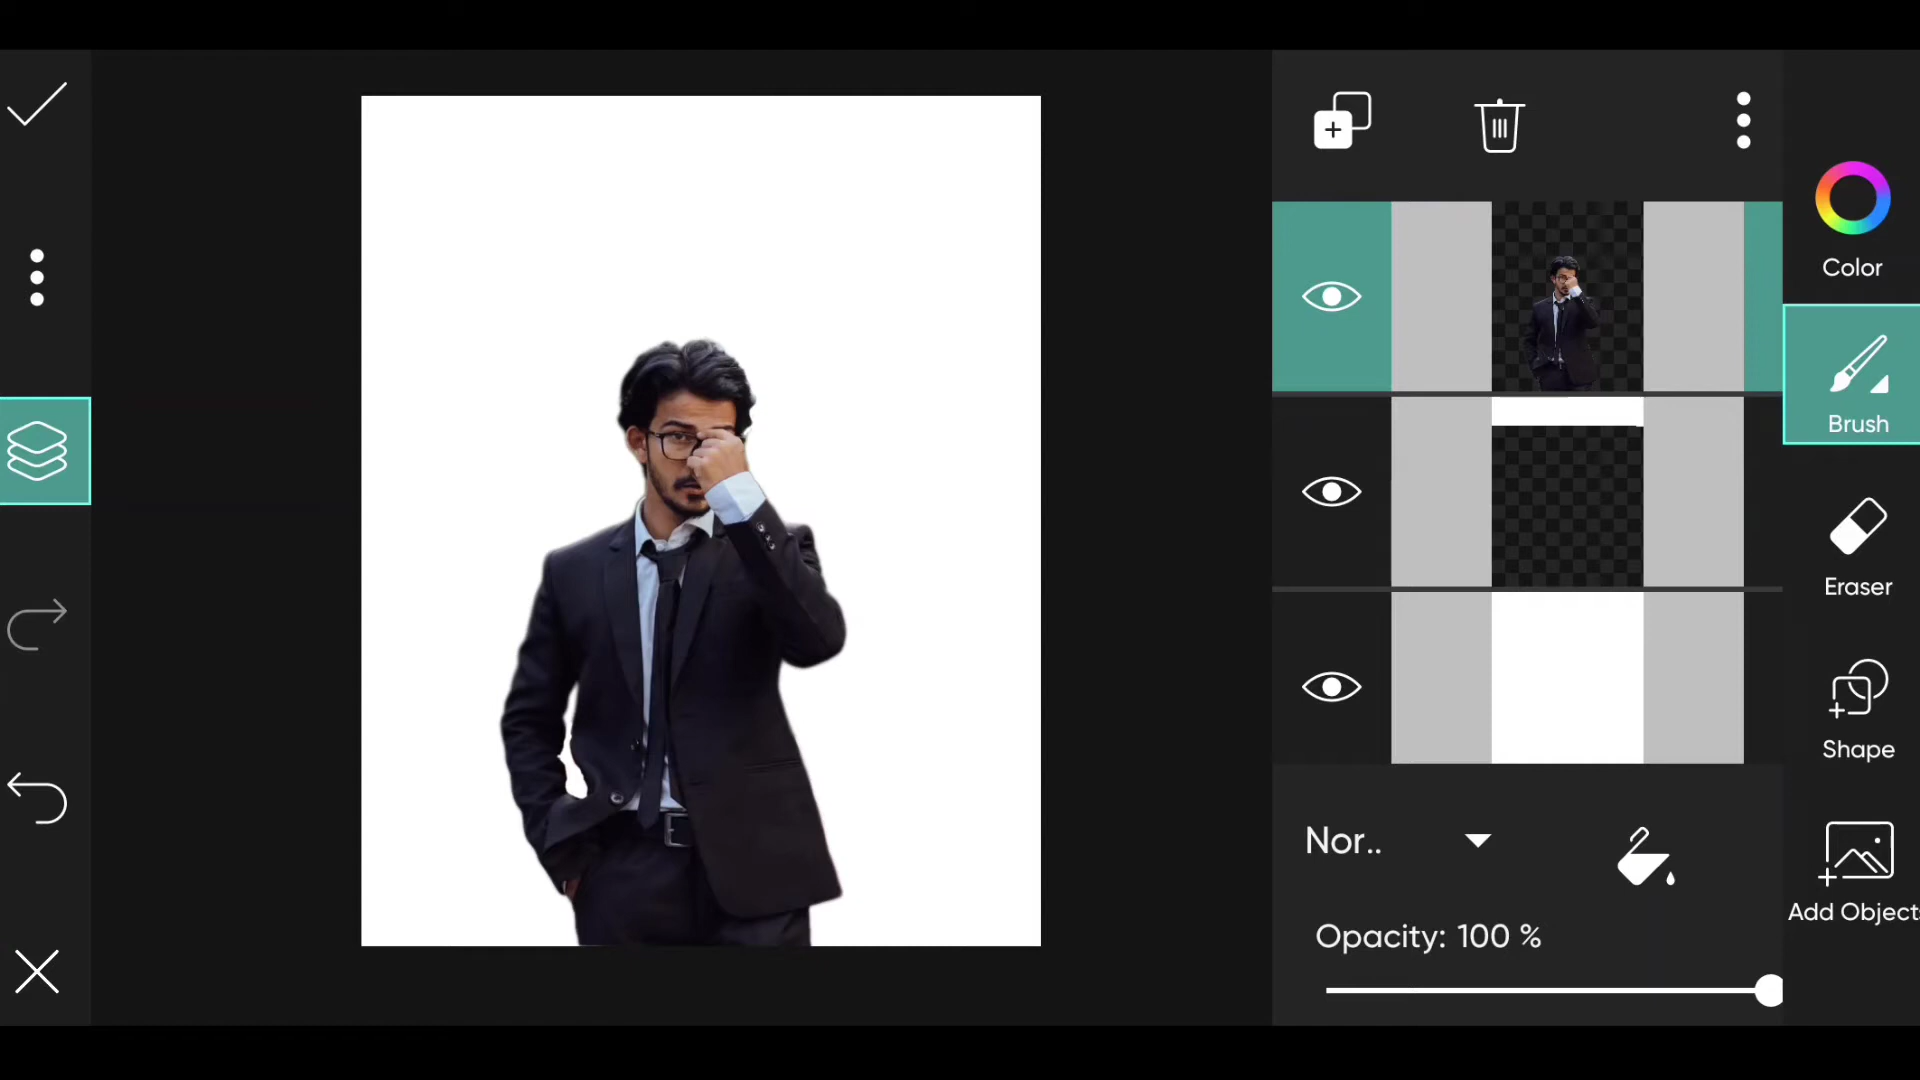 Color
Brush
Eraser
Shape
Nor..
Add Object
Opacity: 100 %